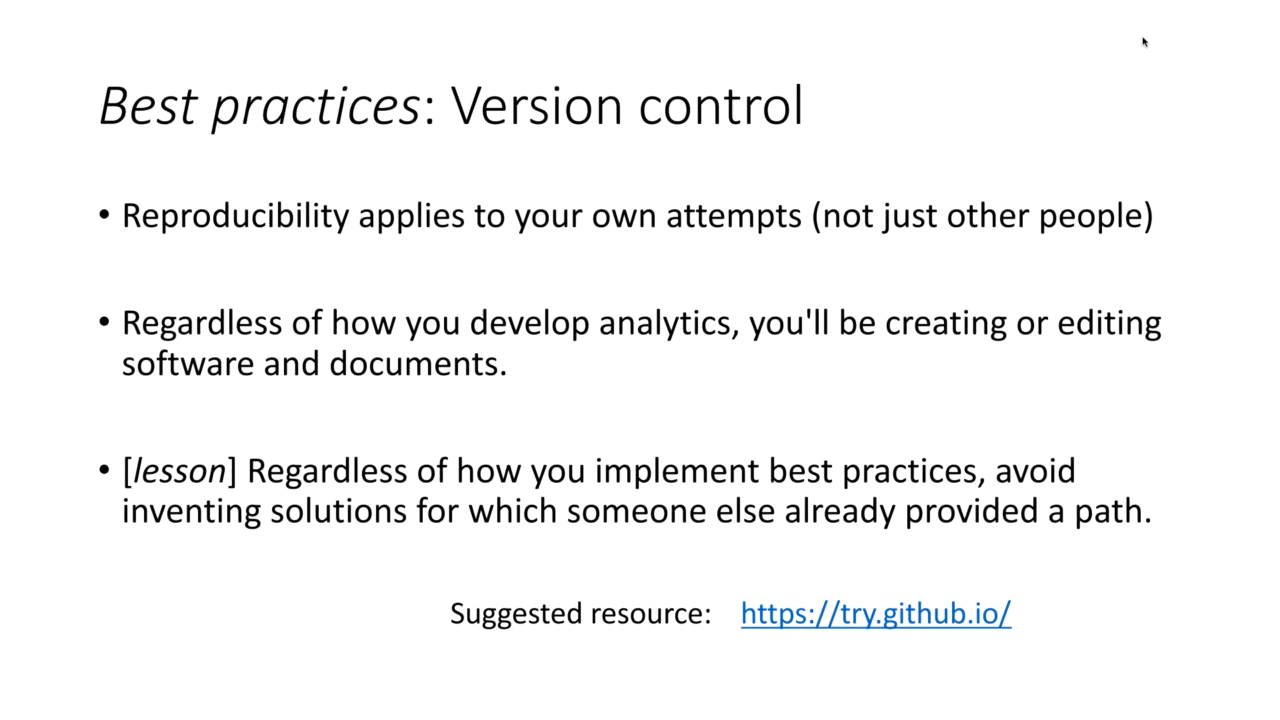 Best practices: Version control
• Reproducibility applies to your own attempts (not just other people)
• Regardless of how you develop analytics, you'll be creating or editing
software and documents.
• [lesson] Regardless of how you implement best practices, avoid
inventing solutions for which someone else already provided a path.
Suggested resource: https://try.github.io/